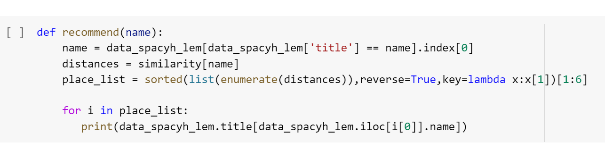 [ ] def recommend(name):
    name = data_spacyh_lem[data_spacyh_lem['title'] == name].index[0]
    distances = similarity[name]
    place_list = sorted(list(enumerate(distances)),reverse=True,key=lambda x:x[1])[1:6]
    for i in place_list:
       print(data_spacyh_lem.title[data_spacyh_lem.iloc[i[0]].name])